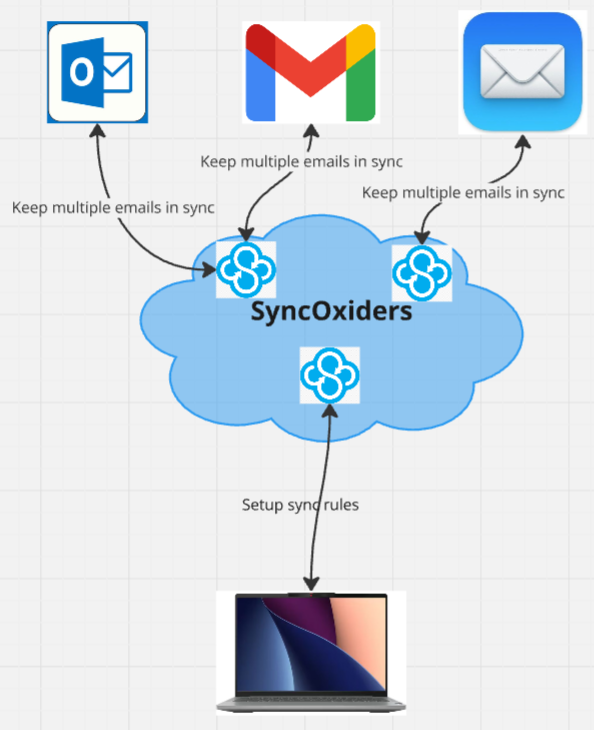 Keep multiple emails in sync
Keep multiple emails in sync
Keep multiple emails in sync
SyncOxiders
Setup sync rules